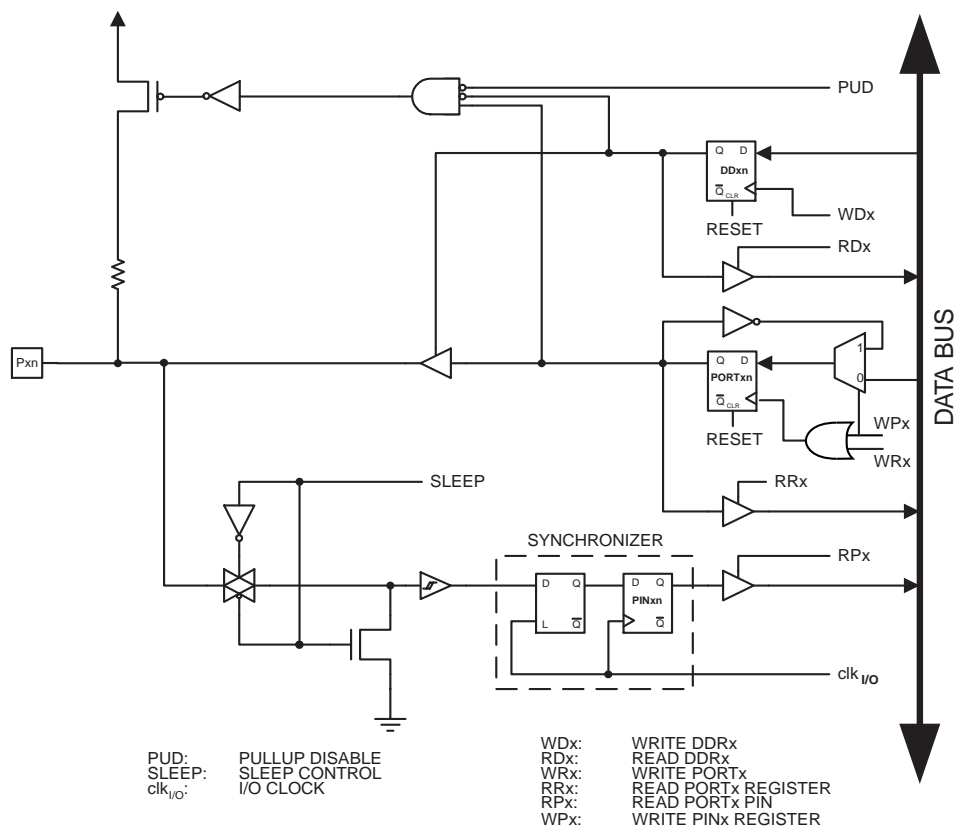 PUD
Q D
DDxn
Q CLR
WDx
RESET
RDx
1
Pxn
Q D
0
PORTxn
Q CLR
WPx
RESET
WRx
DATA BUS
SLEEP
RRx
SYNCHRONIZER
RPx
D Q
D Q
PINxn
L Q
Q
clk I/O
PUD: PULLUP DISABLE
SLEEP: SLEEP CONTROL
clkI/O: I/O CLOCK
WDx: WRITE DDRx
RDx: READ DDRx
WRx: WRITE PORTx
RRx: READ PORTx REGISTER
RPx: READ PORTx PIN
WPx: WRITE PINx REGISTER